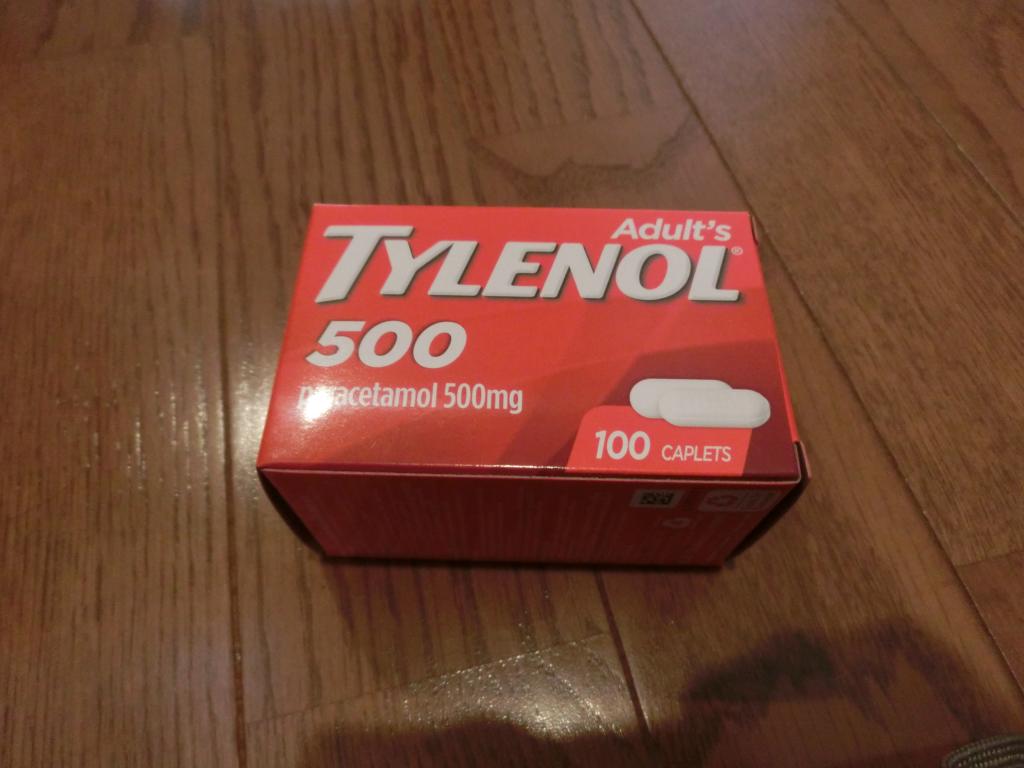 Adult's
TYLENOL®
500
paracetamol 500mg
100 CAPLETS